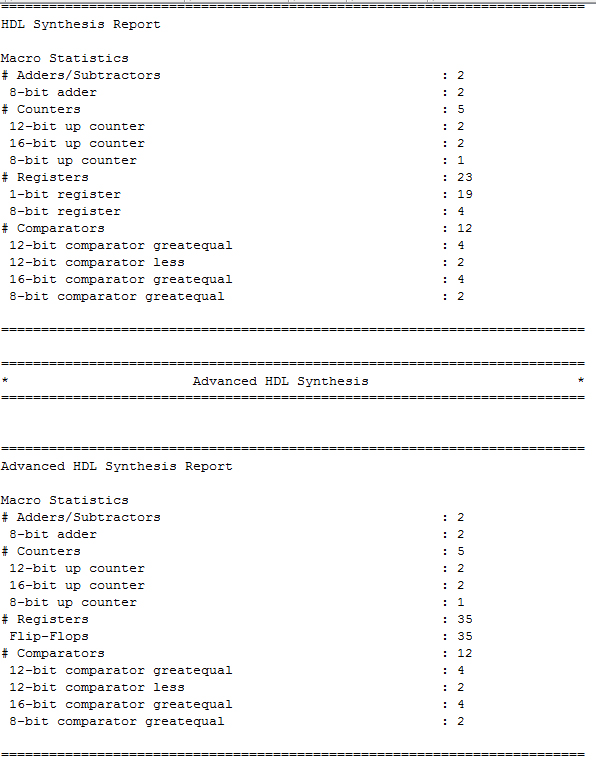 =========================================================================
HDL Synthesis Report
Macro Statistics
# Adders/Subtractors : 2
8-bit adder : 2
# Counters : 5
12-bit up counter : 2
16-bit up counter : 2
8-bit up counter : 1
# Registers : 23
1-bit register : 19
8-bit register : 4
# Comparators : 12
12-bit comparator greatequal : 4
12-bit comparator less : 2
16-bit comparator greatequal : 4
8-bit comparator greatequal : 2
=========================================================================
=========================================================================
* Advanced HDL Synthesis *
=========================================================================
=========================================================================
Advanced HDL Synthesis Report
Macro Statistics
# Adders/Subtractors : 2
8-bit adder : 2
# Counters : 5
12-bit up counter : 2
16-bit up counter : 2
8-bit up counter : 1
# Registers : 35
Flip-Flops : 35
# Comparators : 12
12-bit comparator greatequal : 4
12-bit comparator less : 2
16-bit comparator greatequal : 4
8-bit comparator greatequal : 2
=========================================================================